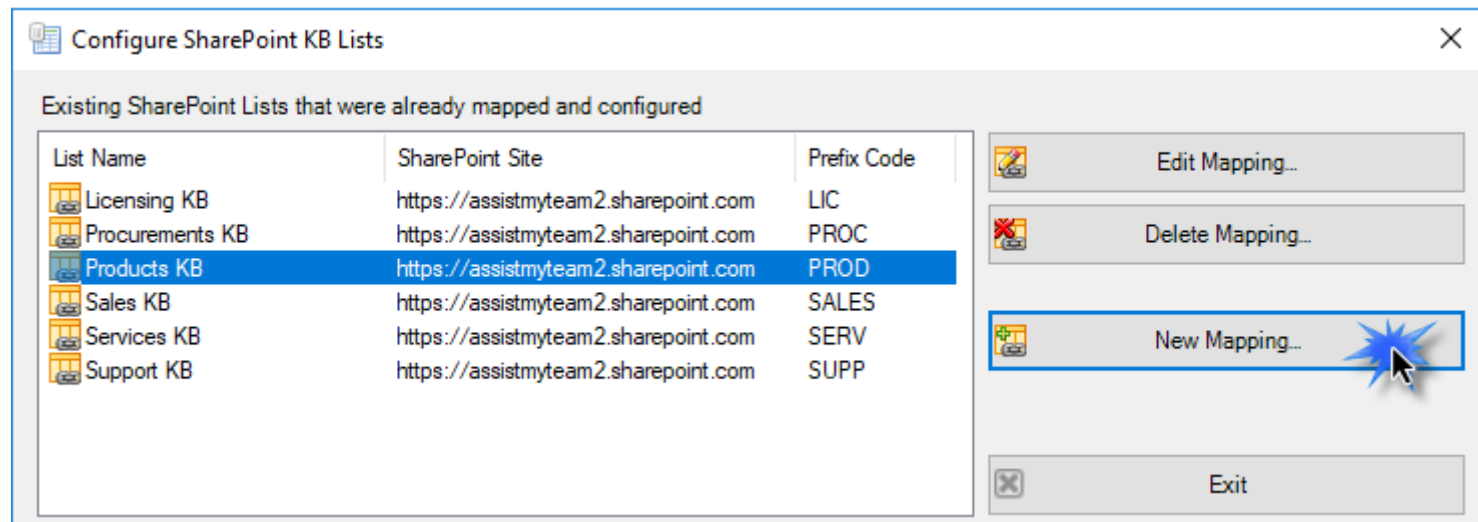 Configure SharePoint KB Lists
Existing SharePoint Lists that were already mapped and configured
List Name SharePoint Site Prefix Code
Licensing KB https://assistmyteam2.sharepoint.com LIC
Procurements KB https://assistmyteam2.sharepoint.com PROC
Products KB https://assistmyteam2.sharepoint.com PROD
Sales KB https://assistmyteam2.sharepoint.com SALES
Services KB https://assistmyteam2.sharepoint.com SERV
Support KB https://assistmyteam2.sharepoint.com SUPP
Edit Mapping...
Delete Mapping...
New Mapping...
Exit